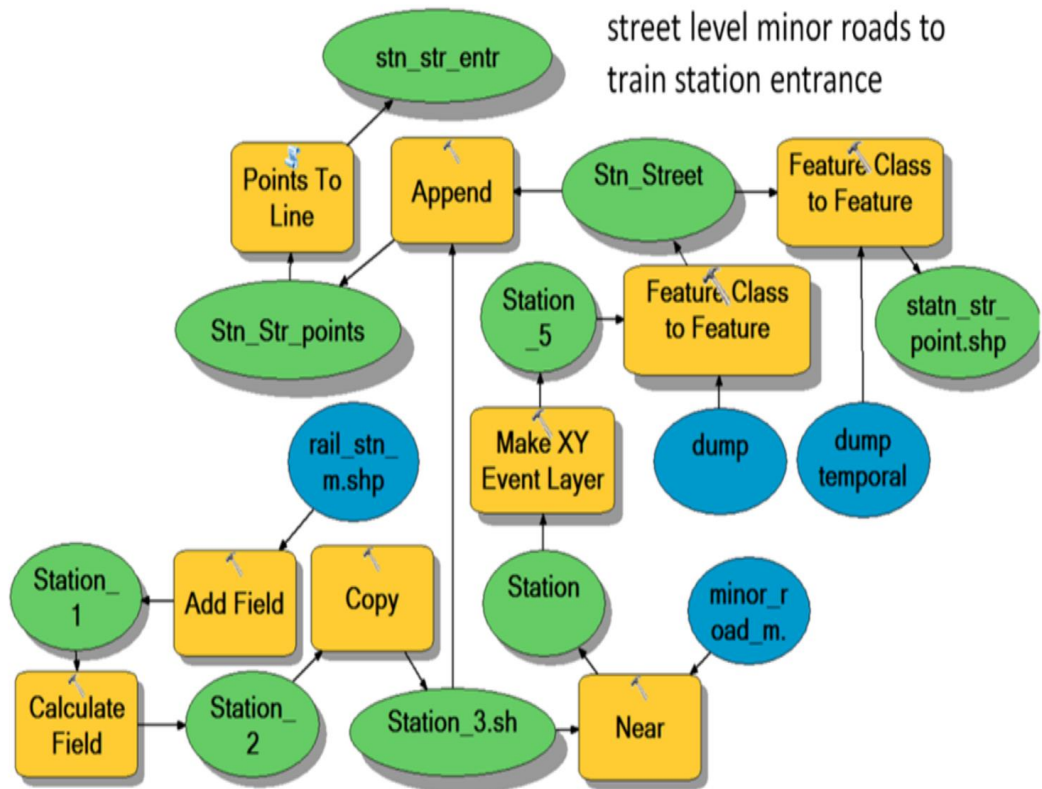 street level minor roads to
train station entrance
stn_str_entr
Points To
Line
Append
Stn_Street
Feature Class
to Feature
Stn_Str_points
Station
_5
Feature Class
to Feature
statn_str_
point.shp
rail_stn_
m.shp
Make XY
Event Layer
dump
dump
temporal
Station_
1
Add Field
Copy
Station
minor_r
oad_m.
Calculate
Field
Station_
2
Station_3.sh
Near